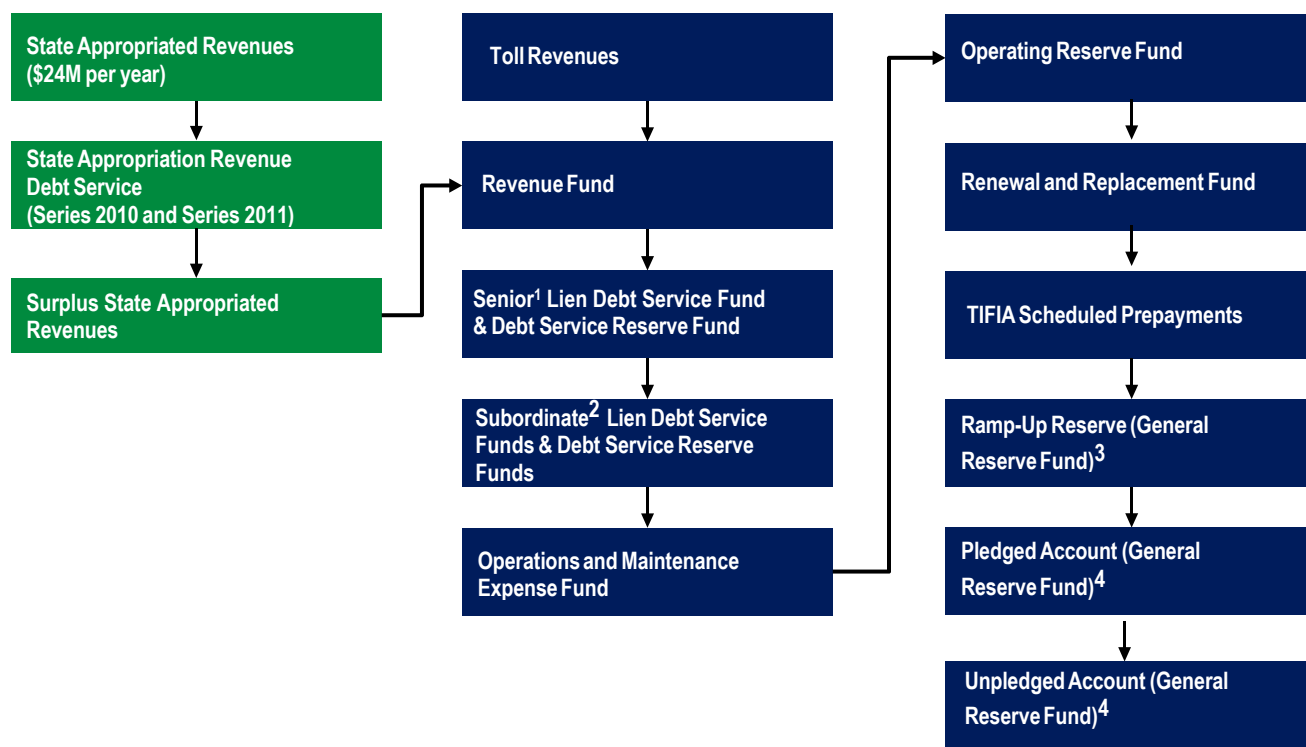 State Appropriated Revenues
($24M per year)
State Appropriation Revenue
Debt Service
(Series 2010 and Series 2011)
Surplus State Appropriated
Revenues
Toll Revenues
Revenue Fund
Senior¹ Lien Debt Service Fund
& Debt Service Reserve Fund
Subordinate² Lien Debt Service
Funds & Debt Service Reserve
Funds
Operations and Maintenance
Expense Fund
Operating Reserve Fund
Renewal and Replacement Fund
TIFIA Scheduled Prepayments
Ramp-Up Reserve (General
Reserve Fund)³
Pledged Account (General
Reserve Fund)⁴
Unpledged Account (General
Reserve Fund)⁴